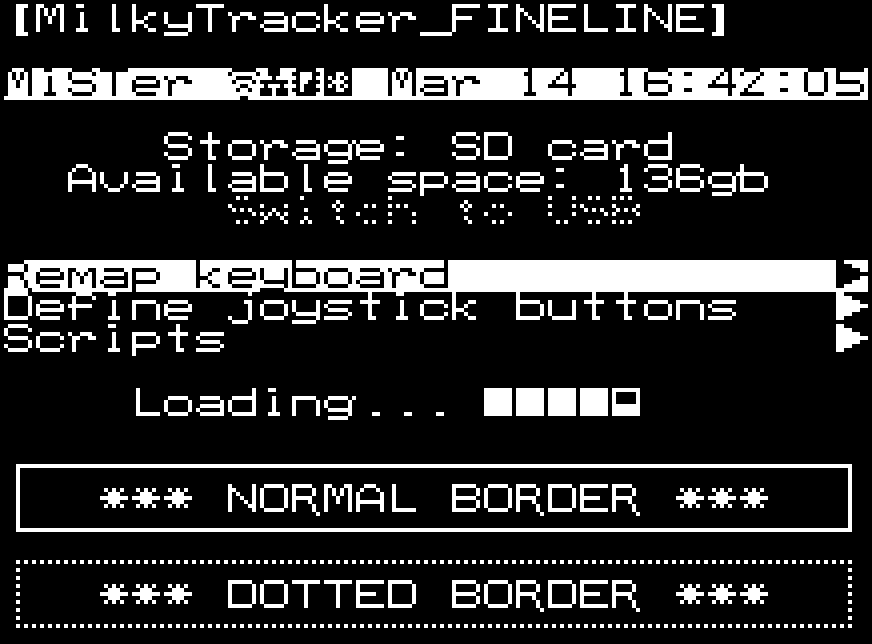 [MilkyTracker_FINELINE]
MiSTer Mar 14 16:42:05
Storage: SD card
Available space: 136gb
Switch to USB
Remap keyboard
Define joystick buttons
Scripts
Loading...
*** NORMAL BORDER ***
*** DOTTED BORDER ***